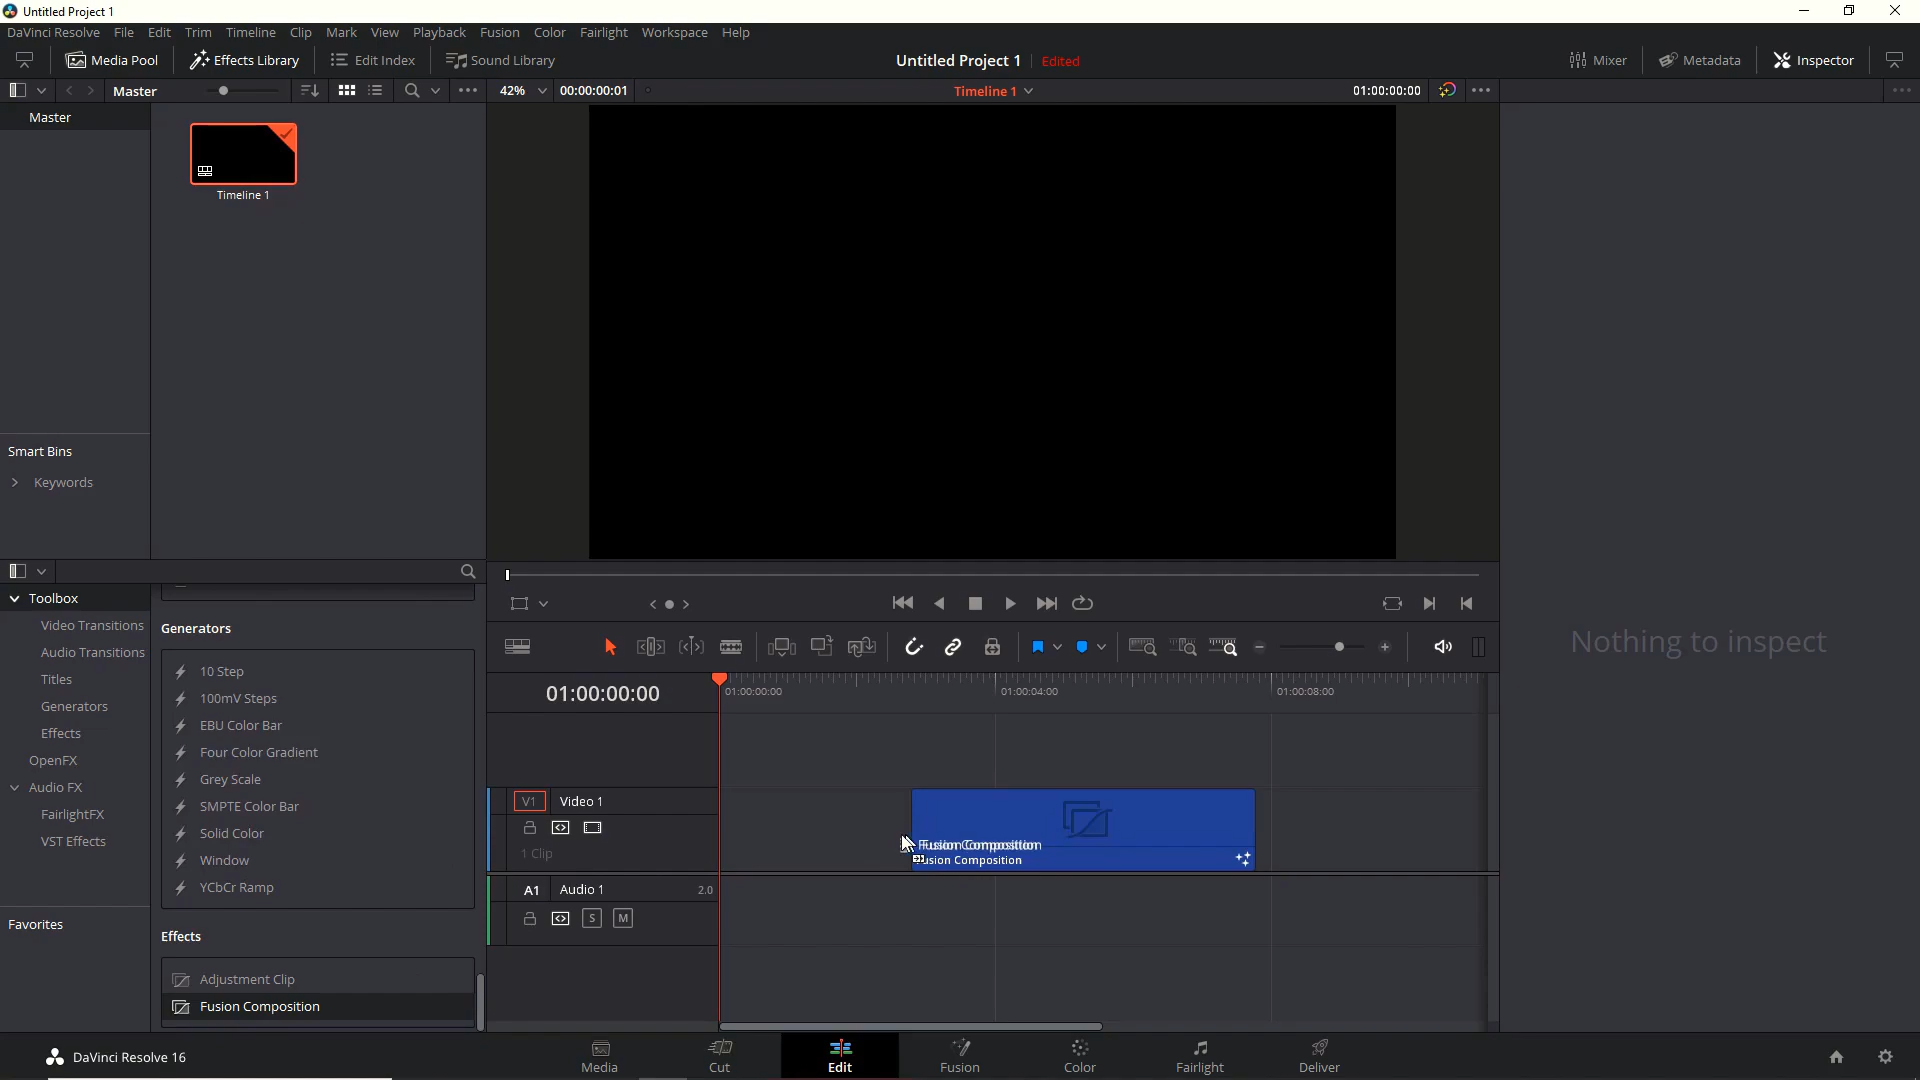 Untitled Project 1
DaVinci Resolve File Edit Trim Timeline Clip Mark View Playback Fusion Color Fairlight Workspace Help
Media Pool Effects Library Edit Index Sound Library Untitled Project 1 Edited Mixer Metadata Inspector
Master 42% 00:00:00:01 Timeline 1 01:00:00:00
Master
Timeline 1
Smart Bins
Keywords
Toolbox
Video Transitions
Audio Transitions
Titles
Generators
Effects
OpenFX
Audio FX
FairlightFX
VST Effects
Favorites
Generators
10 Step
100mV Steps
EBU Color Bar
Four Color Gradient
Grey Scale
SMPTE Color Bar
Solid Color
Window
YCbCr Ramp
Effects
Adjustment Clip
Fusion Composition
Nothing to inspect
01:00:00:00 01:00:00:00 01:00:04:00 01:00:08:00
V1 Video 1
1 Clip
Fusion Composition
Fusion Composition
A1 Audio 1 2.0
S M
DaVinci Resolve 16 Media Cut Edit Fusion Color Fairlight Deliver